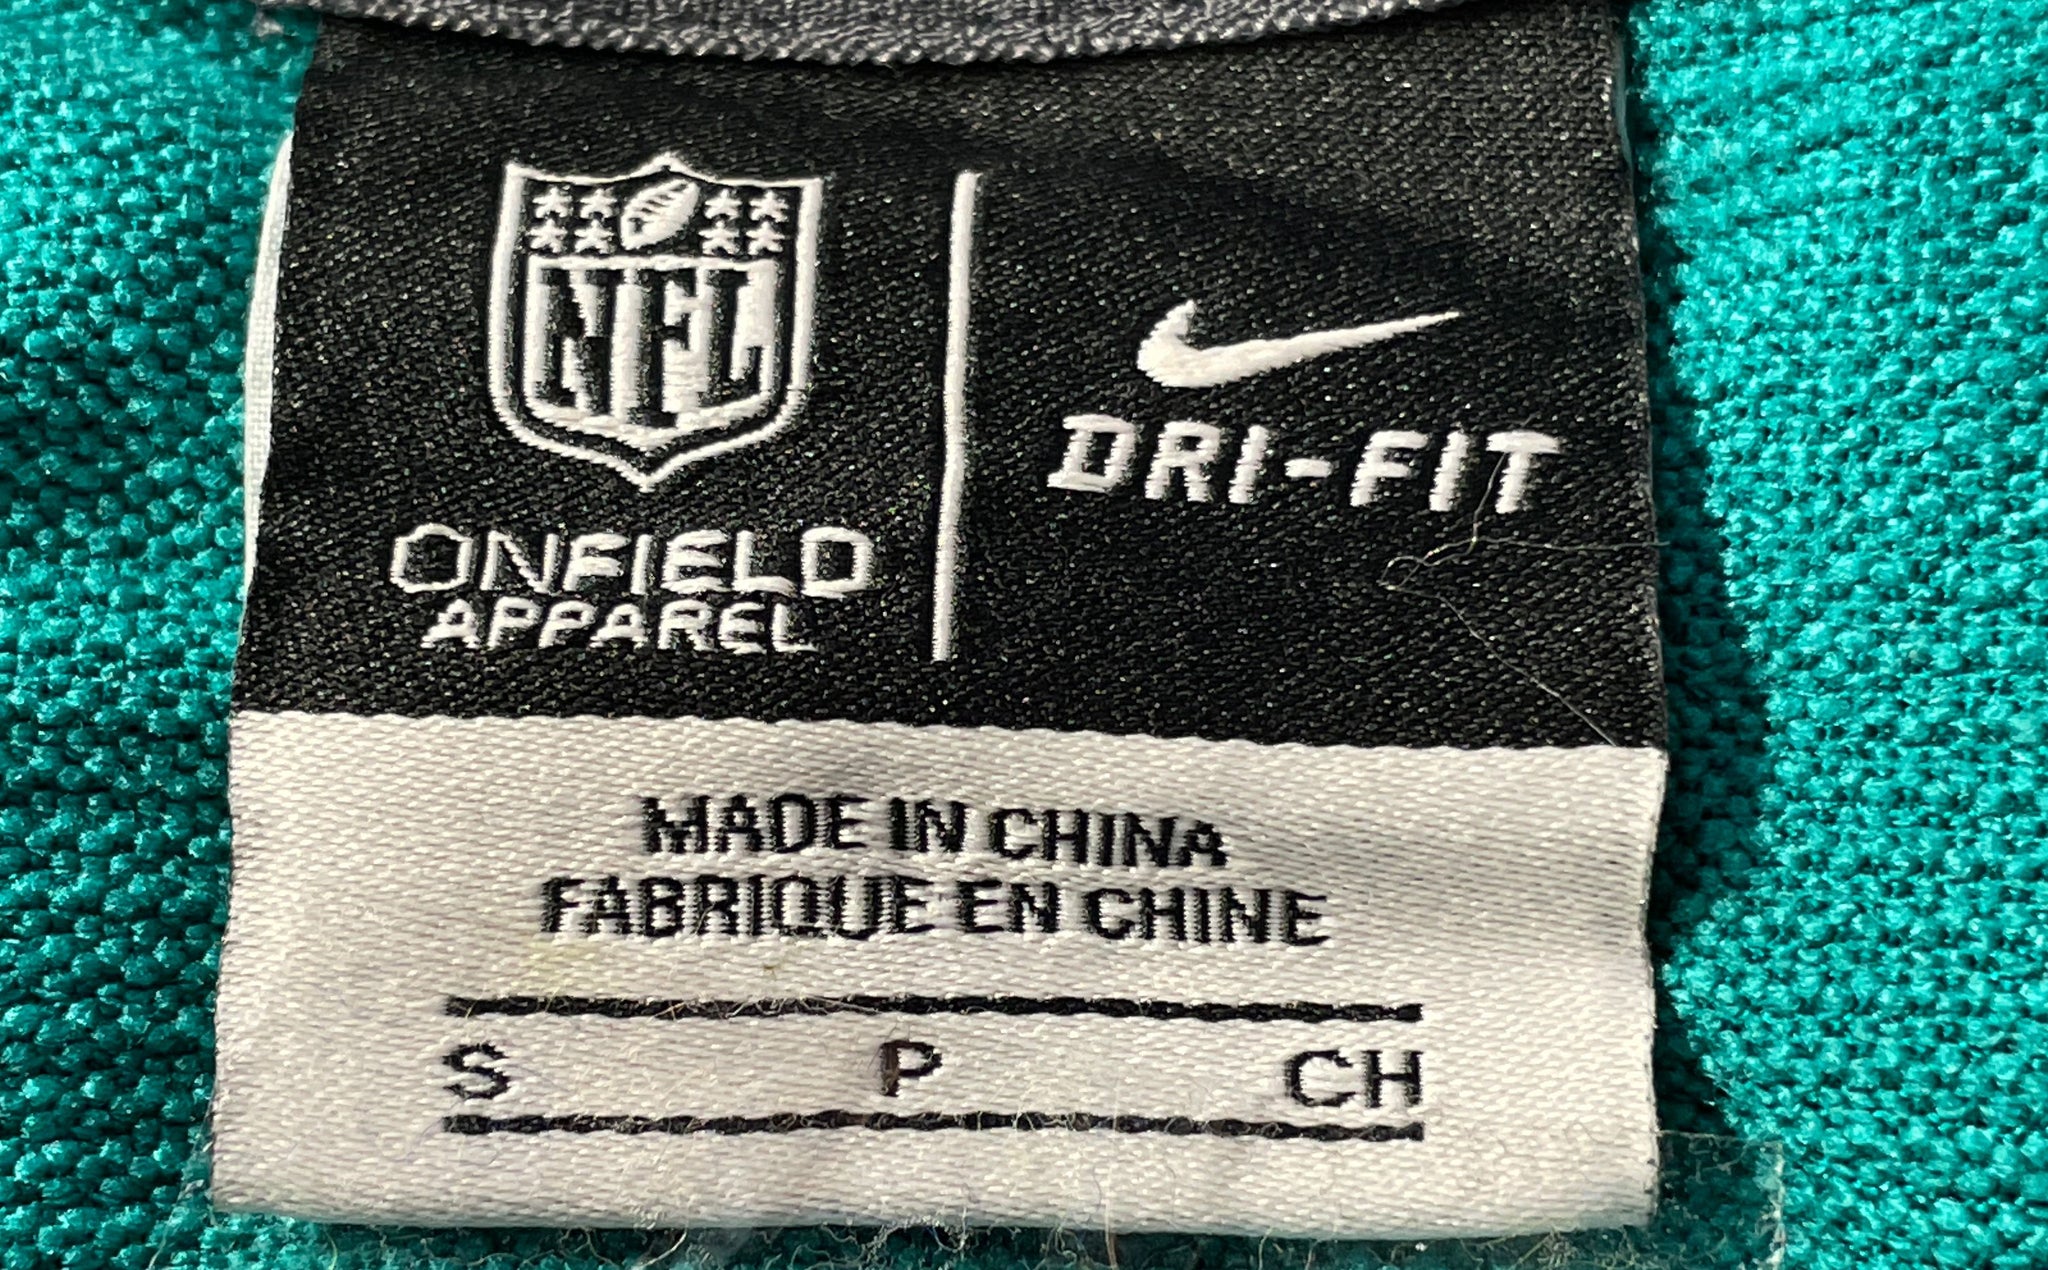 NFL
ONFIELD
APPAREL
DRI-FIT
MADE IN CHINA
FABRIQUE EN CHINE
S P CH